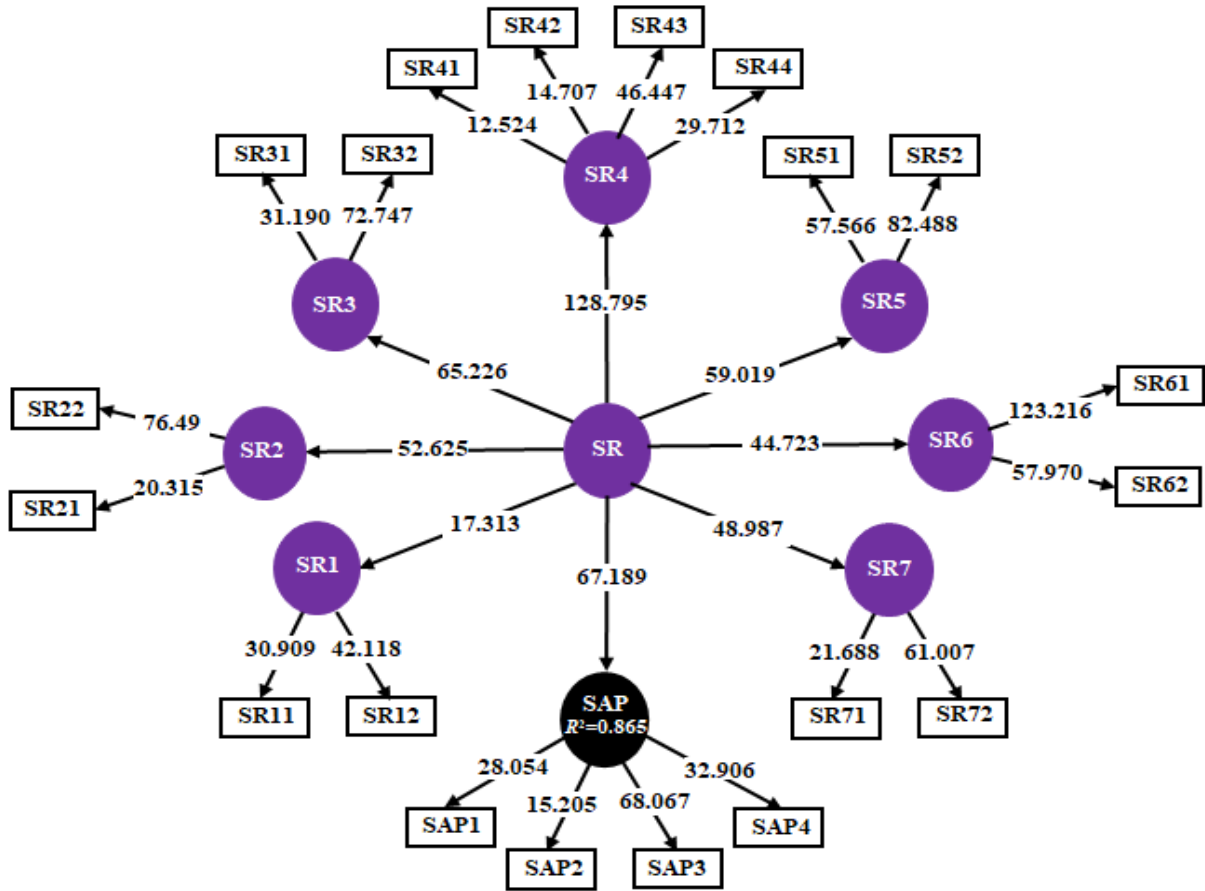 SR42
SR43
SR41
SR44
14.707
46.447
12.524
29.712
SR31
SR32
SR4
SR51
SR52
31.190
72.747
57.566
82.488
SR3
128.795
SR5
65.226
59.019
SR22
76.49
SR2
52.625
SR
44.723
SR6
123.216
SR61
SR21
20.315
57.970
SR62
17.313
48.987
SR1
67.189
SR7
30.909
42.118
21.688
61.007
SR11
SR12
SAP
R²=0.865
SR71
SR72
28.054
15.205
68.067
32.906
SAP1
SAP2
SAP3
SAP4